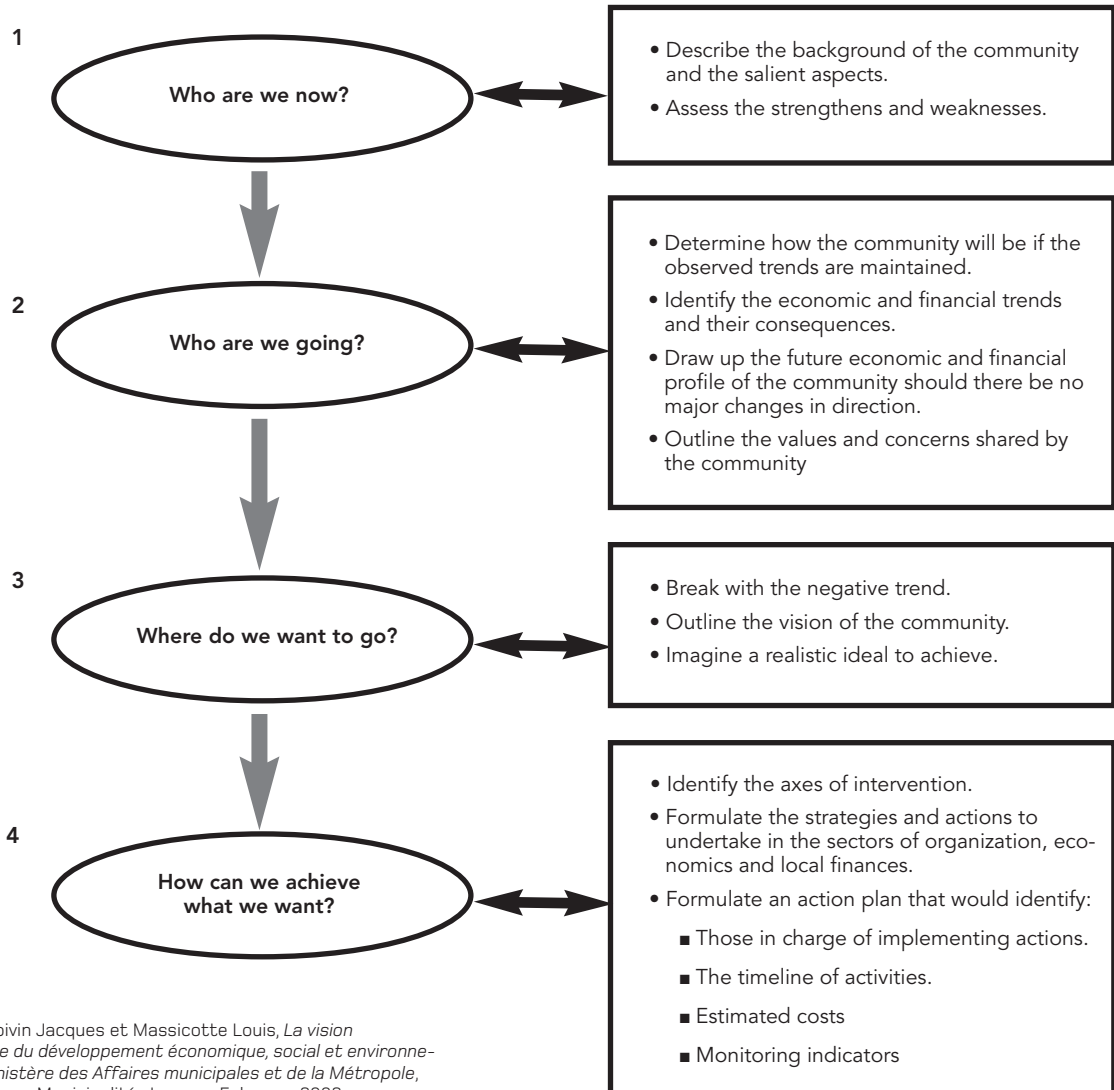 1
Who are we now?
• Describe the background of the community
and the salient aspects.
• Assess the strengthens and weaknesses.
2
Who are we going?
• Determine how the community will be if the
observed trends are maintained.
• Identify the economic and financial trends
and their consequences.
• Draw up the future economic and financial
profile of the community should there be no
major changes in direction.
• Outline the values and concerns shared by
the community
3
Where do we want to go?
• Break with the negative trend.
• Outline the vision of the community.
• Imagine a realistic ideal to achieve.
4
How can we achieve
what we want?
• Identify the axes of intervention.
• Formulate the strategies and actions to
undertake in the sectors of organization, eco-
nomics and local finances.
• Formulate an action plan that would identify:
■ Those in charge of implementing actions.
■ The timeline of activities.
■ Estimated costs
■ Monitoring indicators
Jacques et Massicotte Louis, La vision
du développement économique, social et environne-
des Affaires municipales et de la Métropole,